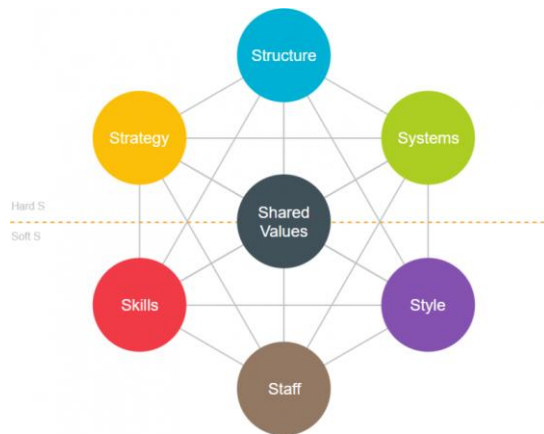 Structure
Strategy
Systems
Hard S
Shared
Values
Soft S
Skills
Style
Staff